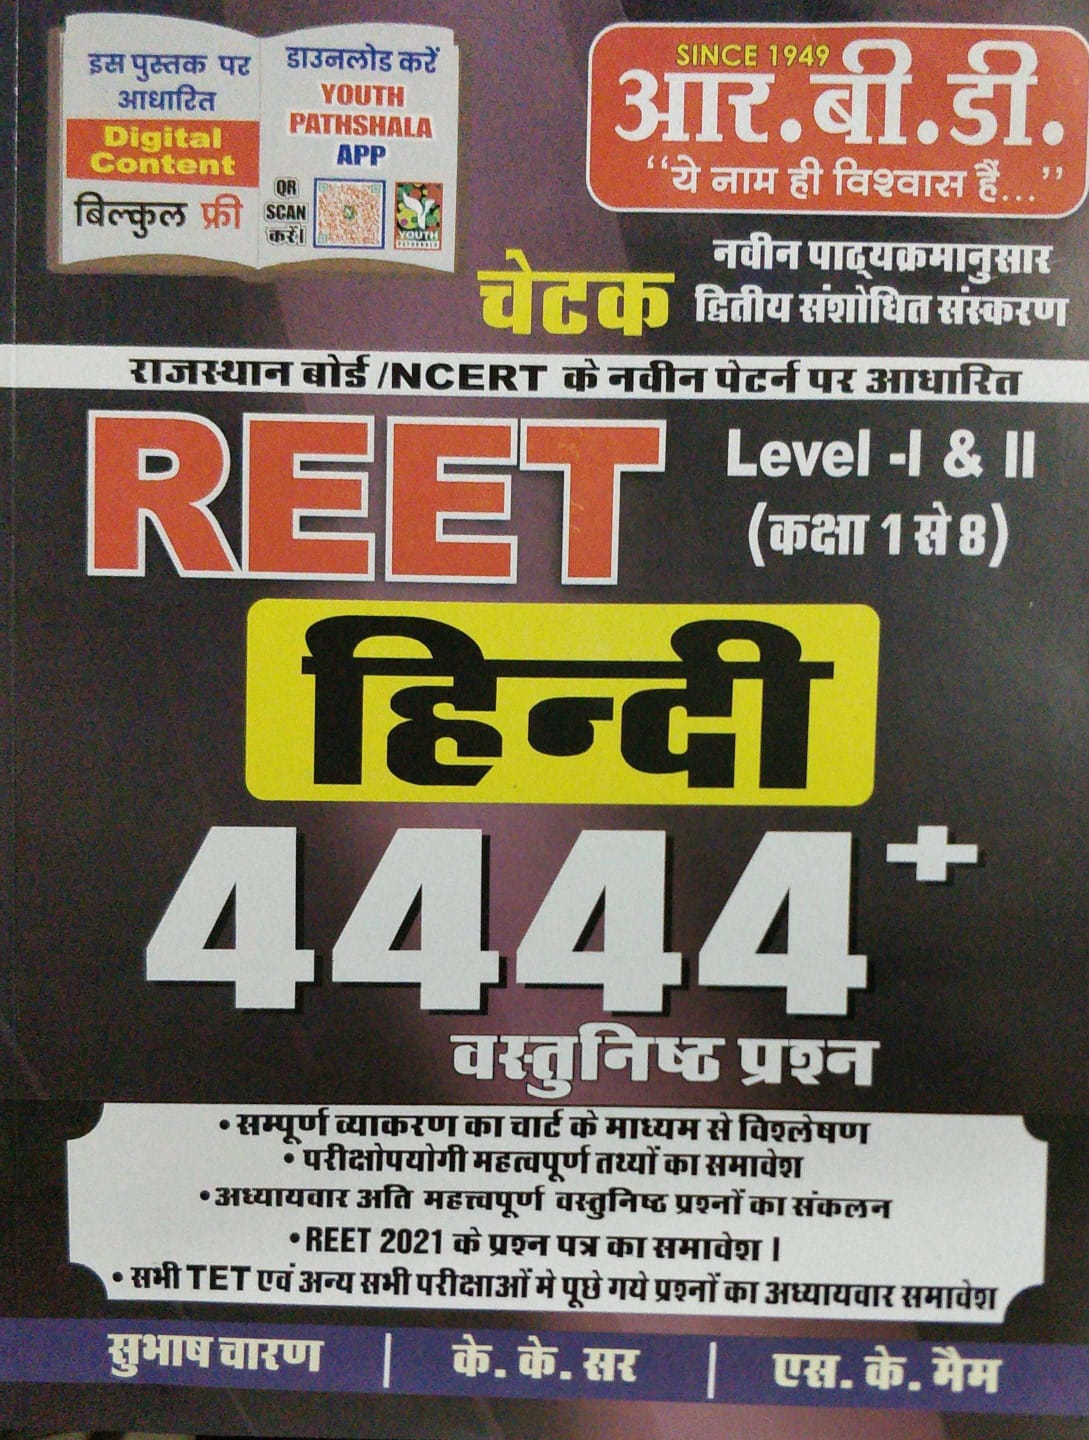 इस पुस्तक पर
आधारित
Digital
Content
बिल्कुल फ्री
डाउनलोड करें
YOUTH
PATHSHALA
APP
QR
SCAN
करें।
YOUTH
PATHSHALA
SINCE 1949
आर.बी.डी.
“ये नाम ही विश्वास हैं...”
चेटक
नवीन पाठ्यक्रमानुसार
द्वितीय संशोधित संस्करण
राजस्थान बोर्ड /NCERT के नवीन पेटर्न पर आधारित
REET
Level -I & II
(कक्षा 1 से 8)
हिन्दी
4444+
वस्तुनिष्ठ प्रश्न
• सम्पूर्ण व्याकरण का चार्ट के माध्यम से विश्लेषण
• परीक्षोपयोगी महत्वपूर्ण तथ्यों का समावेश
• अध्यायवार अति महत्त्वपूर्ण वस्तुनिष्ठ प्रश्नों का संकलन
• REET 2021 के प्रश्न पत्र का समावेश ।
• सभी TET एवं अन्य सभी परीक्षाओं मे पूछे गये प्रश्नों का अध्यायवार समावेश
सुभाष चारण | के. के. सर | एस. के. मैम